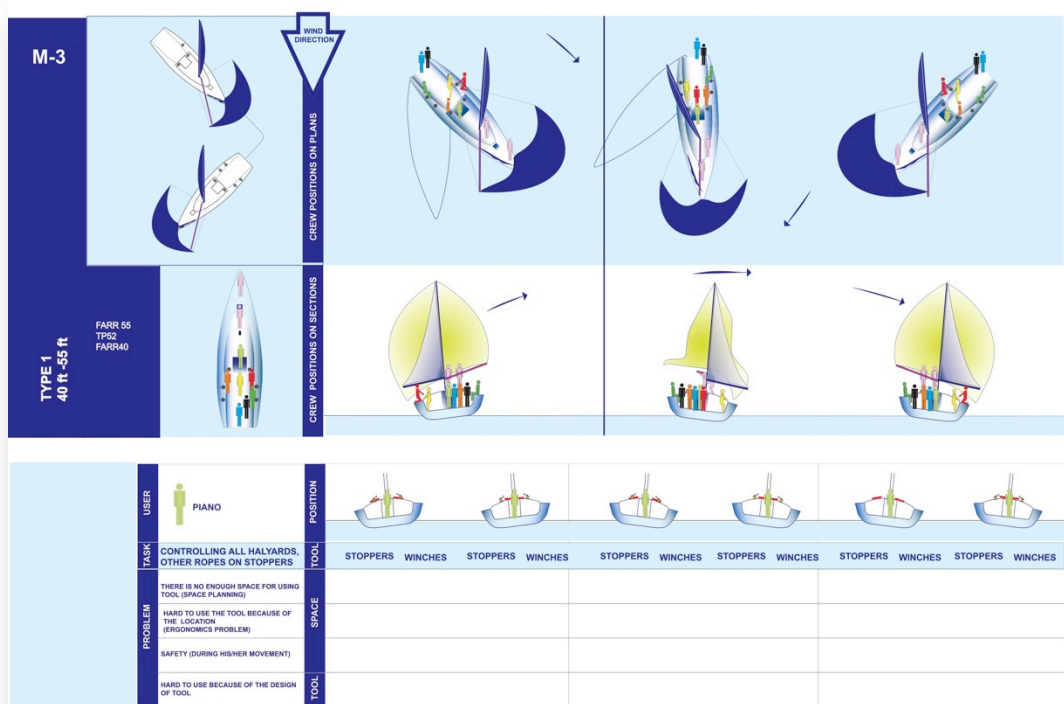 M-3
WIND
DIRECTION
CREW POSITIONS ON PLANS
TYPE 1
40 ft -55 ft
FARR 55
TP52
FARR40
CREW POSITIONS ON SECTIONS
USER
PIANO
POSITION
TASK
CONTROLLING ALL HALYARDS,
OTHER ROPES ON STOPPERS
TOOL
STOPPERS WINCHES STOPPERS WINCHES STOPPERS WINCHES STOPPERS WINCHES STOPPERS WINCHES STOPPERS WINCHES
PROBLEM
THERE IS NO ENOUGH SPACE FOR USING
TOOL (SPACE PLANNING)
SPACE
HARD TO USE THE TOOL BECAUSE OF
THE LOCATION
(ERGONOMICS PROBLEM)
SAFETY (DURING HIS/HER MOVEMENT)
HARD TO USE BECAUSE OF THE DESIGN
OF TOOL
TOOL